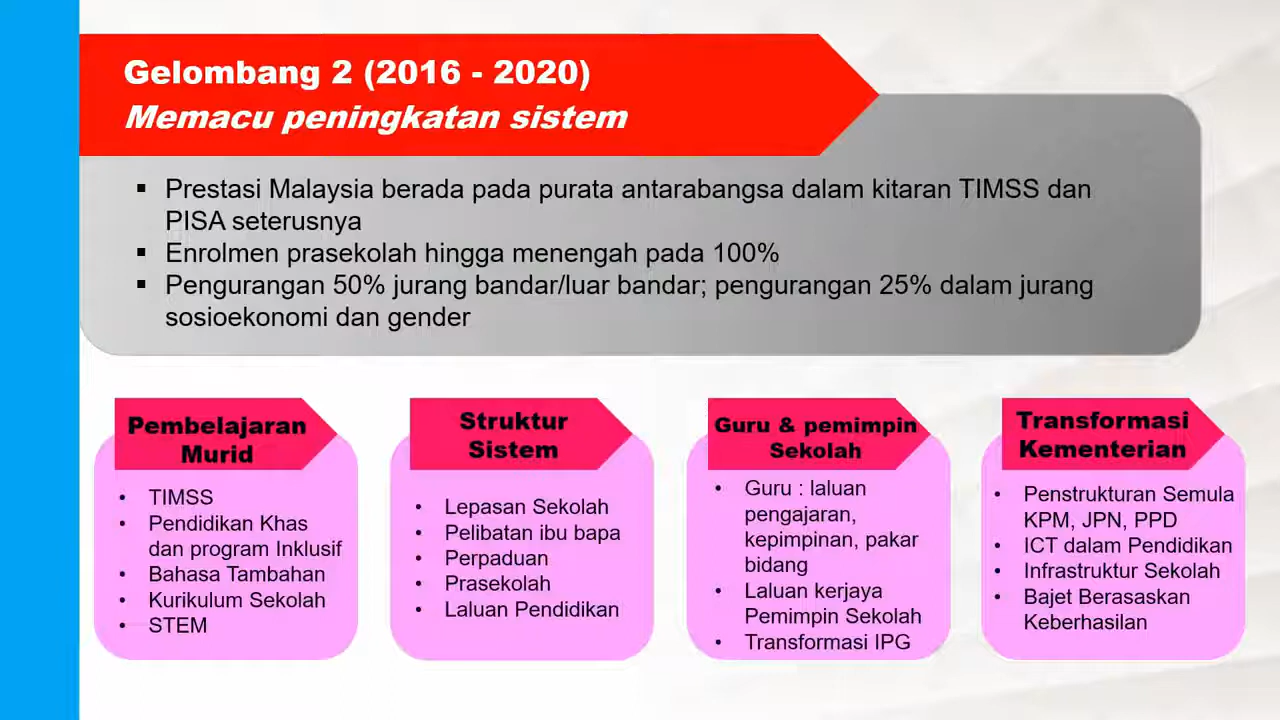 Gelombang 2 (2016 - 2020)
Memacu peningkatan sistem
▪ Prestasi Malaysia berada pada purata antarabangsa dalam kitaran TIMSS dan
PISA seterusnya
▪ Enrolmen prasekolah hingga menengah pada 100%
▪ Pengurangan 50% jurang bandar/luar bandar; pengurangan 25% dalam jurang
sosioekonomi dan gender
Pembelajaran
Murid
• TIMSS
• Pendidikan Khas
dan program Inklusif
• Bahasa Tambahan
• Kurikulum Sekolah
• STEM
Struktur
Sistem
• Lepasan Sekolah
• Pelibatan ibu bapa
• Perpaduan
• Prasekolah
• Laluan Pendidikan
Guru & pemimpin
Sekolah
• Guru : laluan
pengajaran,
kepimpinan, pakar
bidang
• Laluan kerjaya
Pemimpin Sekolah
• Transformasi IPG
Transformasi
Kementerian
• Penstrukturan Semula
KPM, JPN, PPD
• ICT dalam Pendidikan
• Infrastruktur Sekolah
• Bajet Berasaskan
Keberhasilan